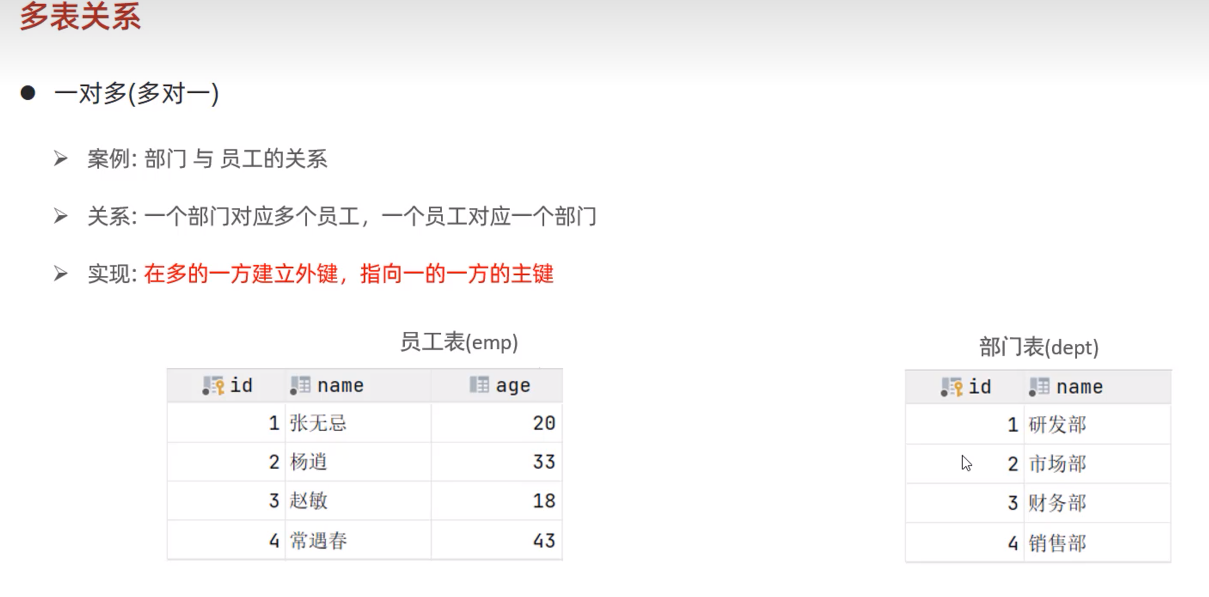 多表关系
一对多(多对一)
案例: 部门 与 员工的关系
关系: 一个部门对应多个员工，一个员工对应一个部门
实现: 在多的一方建立外键，指向一的一方的主键
员工表(emp)
id name age
1 张无忌 20
2 杨逍 33
3 赵敏 18
4 常遇春 43
部门表(dept)
id name
1 研发部
2 市场部
3 财务部
4 销售部